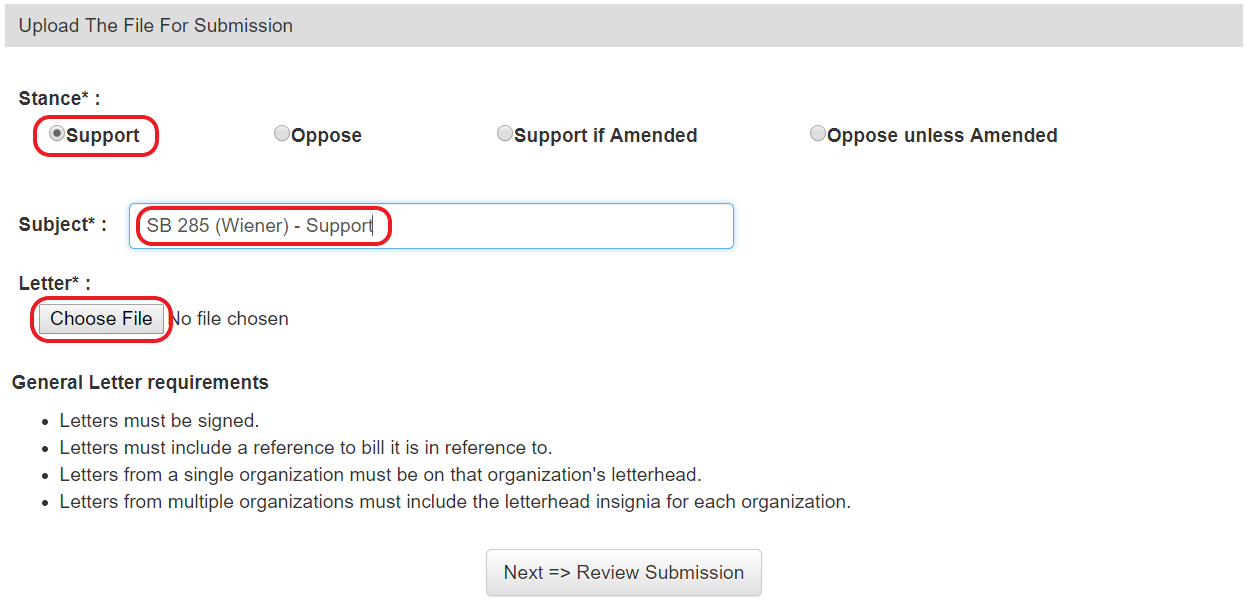 Upload The File For Submission
Stance* :
Support Oppose Support if Amended Oppose unless Amended
Subject* : SB 285 (Wiener) - Support
Letter* :
Choose File No file chosen
General Letter requirements
• Letters must be signed.
• Letters must include a reference to bill it is in reference to.
• Letters from a single organization must be on that organization's letterhead.
• Letters from multiple organizations must include the letterhead insignia for each organization.
Next => Review Submission